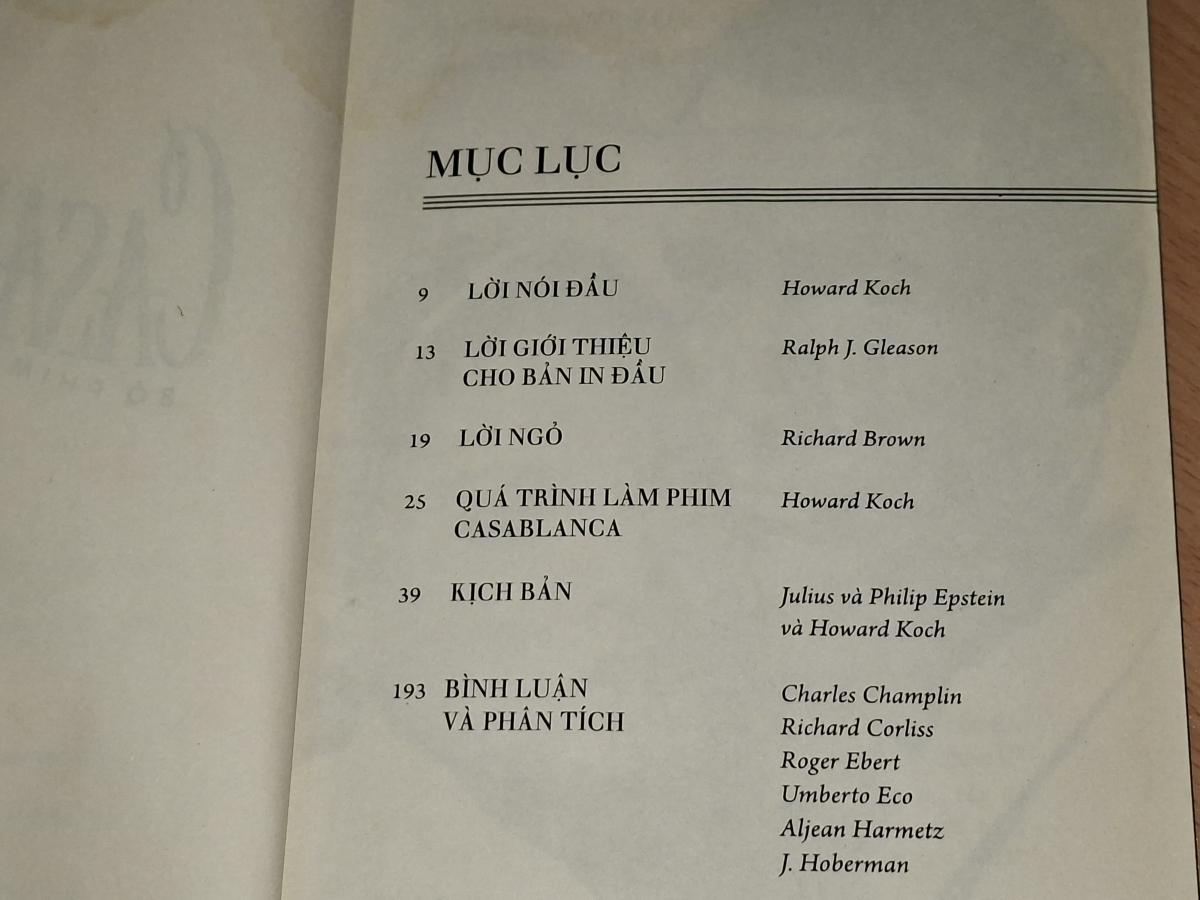 MỤC LỤC
9 LỜI NÓI ĐẦU Howard Koch
13 LỜI GIỚI THIỆU Ralph J. Gleason
CHO BẢN IN ĐẦU
19 LỜI NGỎ Richard Brown
25 QUÁ TRÌNH LÀM PHIM Howard Koch
CASABLANCA
39 KỊCH BẢN Julius và Philip Epstein
và Howard Koch
193 BÌNH LUẬN Charles Champlin
VÀ PHÂN TÍCH Richard Corliss
Roger Ebert
Umberto Eco
Aljean Harmetz
J. Hoberman